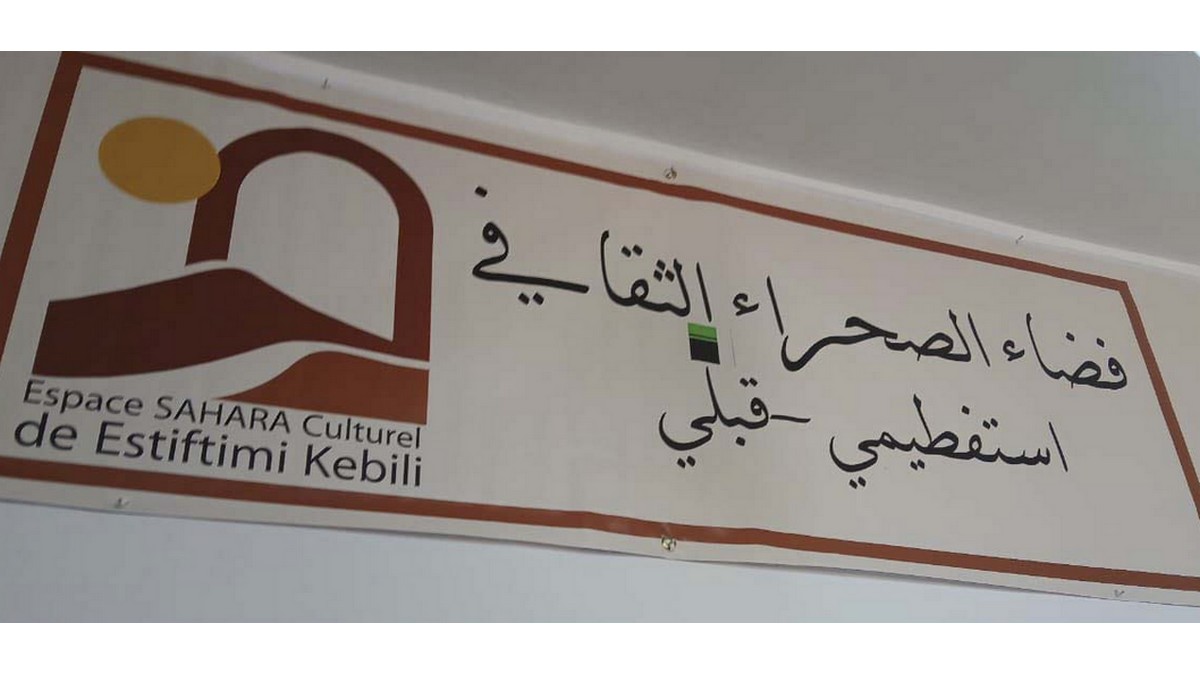 فضاء الصحراء الثقافي
استفطيمي - قبلي
Espace SAHARA Culturel
de Estiftimi Kebili